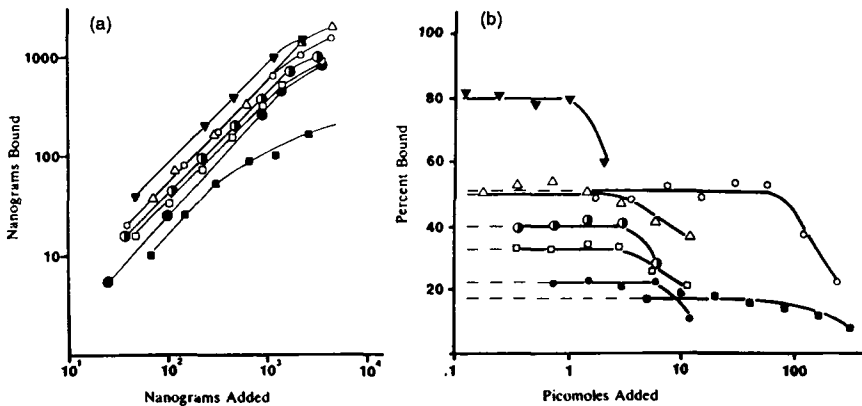 (a)
1000
100
10
10¹ 10² 10³ 10⁴
Nanograms Added
Nanograms Bound
(b)
80
60
40
20
.1 1 10 100
Picomoles Added
Percent Bound